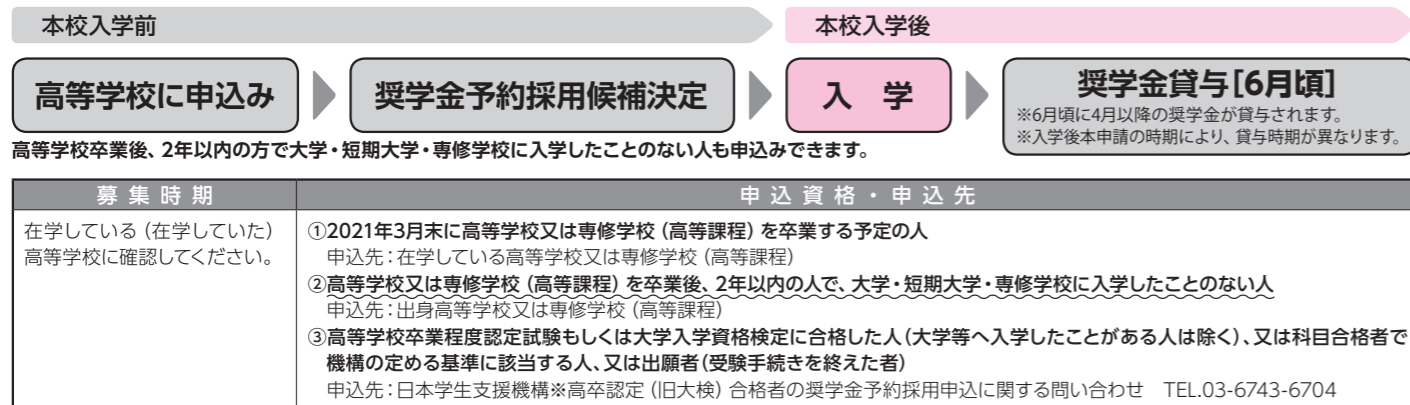 本校入学前
本校入学後
高等学校に申込み
奨学金予約採用候補決定
入 学
奨学金貸与[6月頃]
※6月頃に4月以降の奨学金が貸与されます。
※入学後本申請の時期により、貸与時期が異なります。
高等学校卒業後、2年以内の方で大学・短期大学・専修学校に入学したことのない人も申込みできます。
募集時期
申込資格・申込先
在学している（在学していた）
高等学校に確認してください。
①2021年3月末に高等学校又は専修学校（高等課程）を卒業する予定の人
申込先：在学している高等学校又は専修学校（高等課程）
②高等学校又は専修学校（高等課程）を卒業後、2年以内の人で、大学・短期大学・専修学校に入学したことのない人
申込先：出身高等学校又は専修学校（高等課程）
③高等学校卒業程度認定試験もしくは大学入学資格検定に合格した人（大学等へ入学したことがある人は除く）、又は科目合格者で
機構の定める基準に該当する人、又は出願者（受験手続きを終えた者）
申込先：日本学生支援機構※高卒認定（旧大検）合格者の奨学金予約採用申込に関する問い合わせ　TEL.03-6743-6704